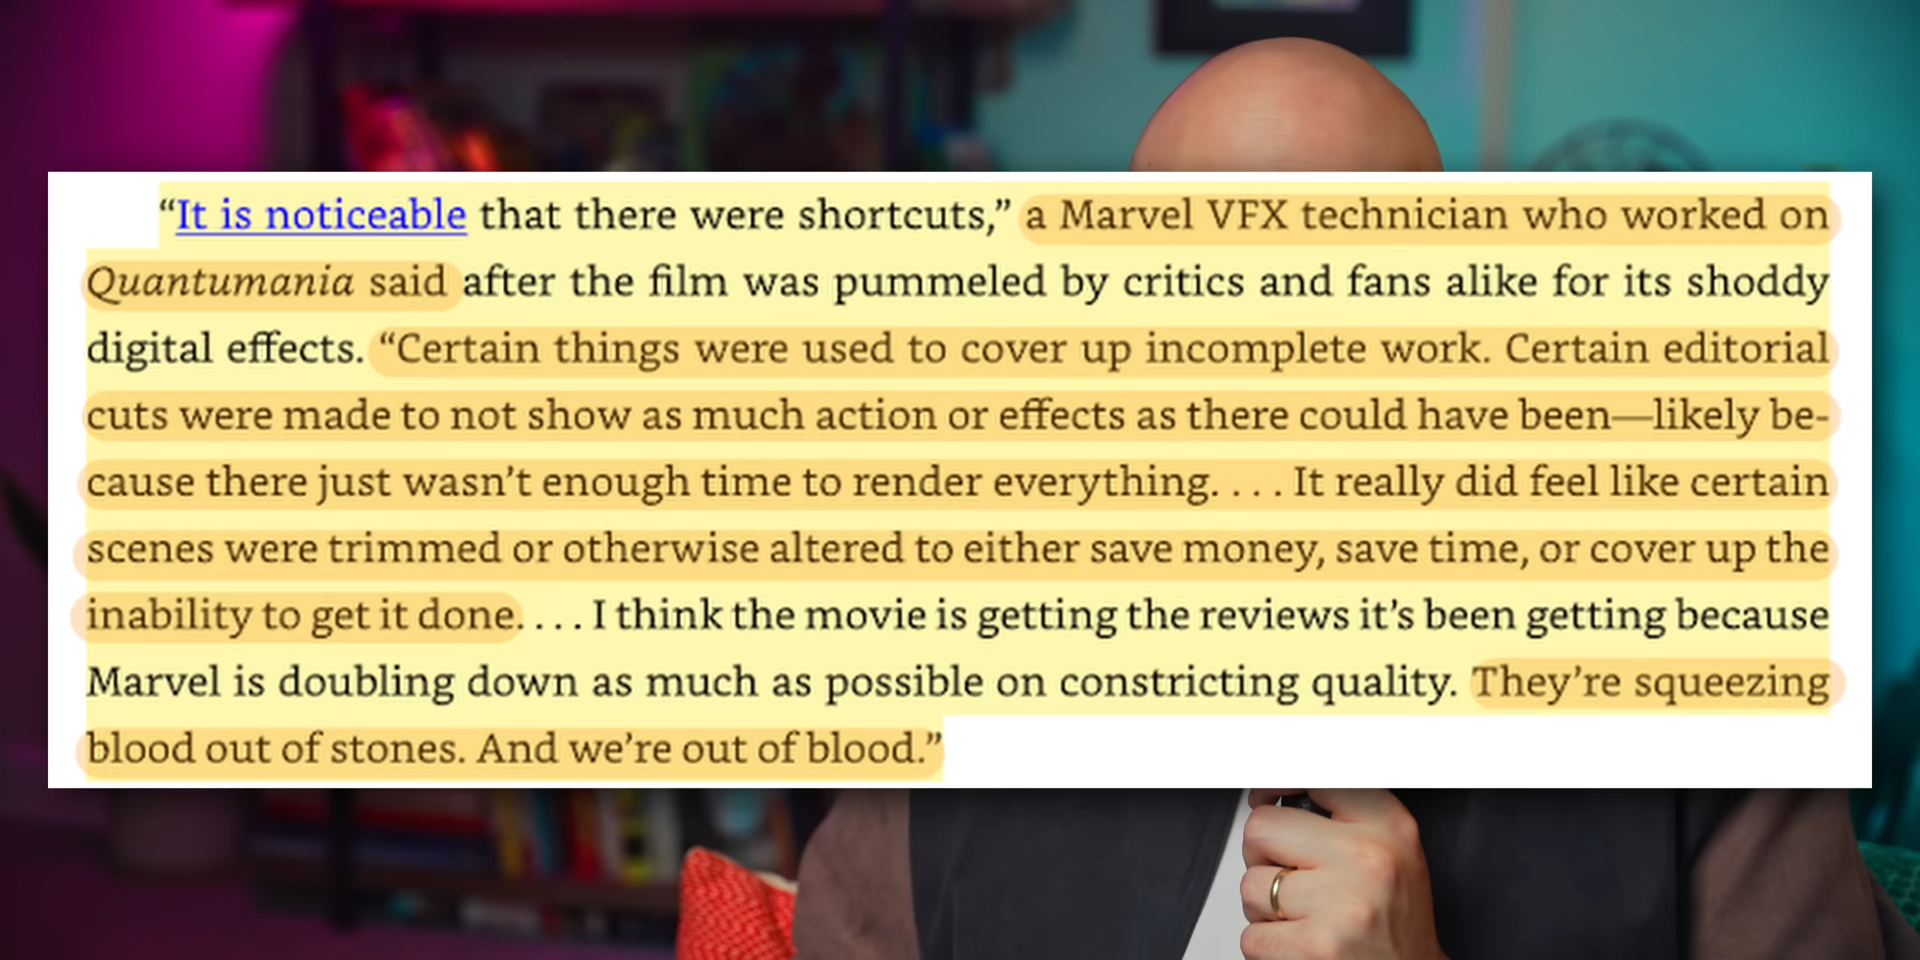 “It is noticeable that there were shortcuts,” a Marvel VFX technician who worked on
Quantumania said after the film was pummeled by critics and fans alike for its shoddy
digital effects. “Certain things were used to cover up incomplete work. Certain editorial
cuts were made to not show as much action or effects as there could have been—likely be-
cause there just wasn’t enough time to render everything. . . . It really did feel like certain
scenes were trimmed or otherwise altered to either save money, save time, or cover up the
inability to get it done. . . . I think the movie is getting the reviews it’s been getting because
Marvel is doubling down as much as possible on constricting quality. They’re squeezing
blood out of stones. And we’re out of blood.”